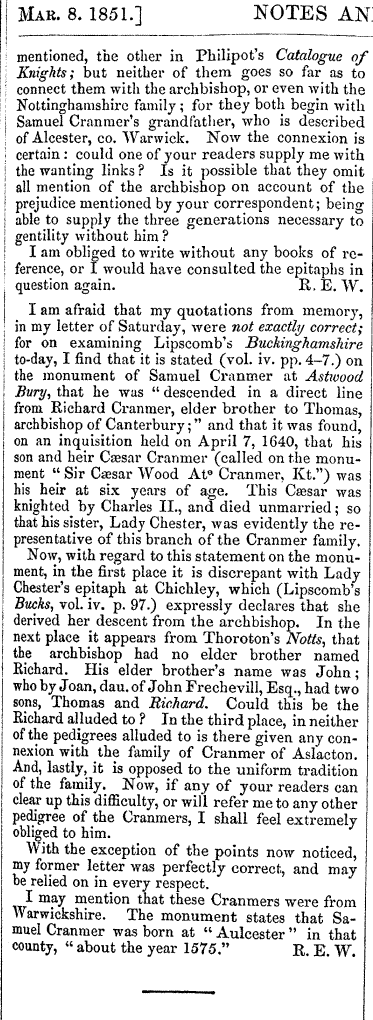 MAR. 8. 1851.] NOTES AN
mentioned, the other in Philipot's Catalogue of
Knights; but neither of them goes so far as to
connect them with the archbishop, or even with the
Nottinghamshire family; for they both begin with
Samuel Cranmer's grandfather, who is described
of Alcester, co. Warwick. Now the connexion is
certain: could one of your readers supply me with
the wanting links? Is it possible that they omit
all mention of the archbishop on account of the
prejudice mentioned by your correspondent; being
able to supply the three generations necessary to
gentility without him?
I am obliged to write without any books of re-
ference, or I would have consulted the epitaphs in
question again. R. E. W.
I am afraid that my quotations from memory,
in my letter of Saturday, were not exactly correct;
for on examining Lipscomb's Buckinghamshire
to-day, I find that it is stated (vol. iv. pp. 4-7.) on
the monument of Samuel Cranmer at Astwood
Bury, that he was "descended in a direct line
from Richard Cranmer, elder brother to Thomas,
archbishop of Canterbury;" and that it was found,
on an inquisition held on April 7, 1640, that his
son and heir Cæsar Cranmer (called on the monu-
ment "Sir Cæsar Wood Atᵉ Cranmer, Kt.") was
his heir at six years of age. This Cæsar was
knighted by Charles II., and died unmarried; so
that his sister, Lady Chester, was evidently the re-
presentative of this branch of the Cranmer family.
Now, with regard to this statement on the monu-
ment, in the first place it is discrepant with Lady
Chester's epitaph at Chichley, which (Lipscomb's
Bucks, vol. iv. p. 97.) expressly declares that she
derived her descent from the archbishop. In the
next place it appears from Thoroton's Notts, that
the archbishop had no elder brother named
Richard. His elder brother's name was John;
who by Joan, dau. of John Frechevill, Esq., had two
sons, Thomas and Richard. Could this be the
Richard alluded to? In the third place, in neither
of the pedigrees alluded to is there given any con-
nexion with the family of Cranmer of Aslacton.
And, lastly, it is opposed to the uniform tradition
of the family. Now, if any of your readers can
clear up this difficulty, or will refer me to any other
pedigree of the Cranmers, I shall feel extremely
obliged to him.
With the exception of the points now noticed,
my former letter was perfectly correct, and may
be relied on in every respect.
I may mention that these Cranmers were from
Warwickshire. The monument states that Sa-
muel Cranmer was born at "Aulcester" in that
county, "about the year 1575." R. E. W.